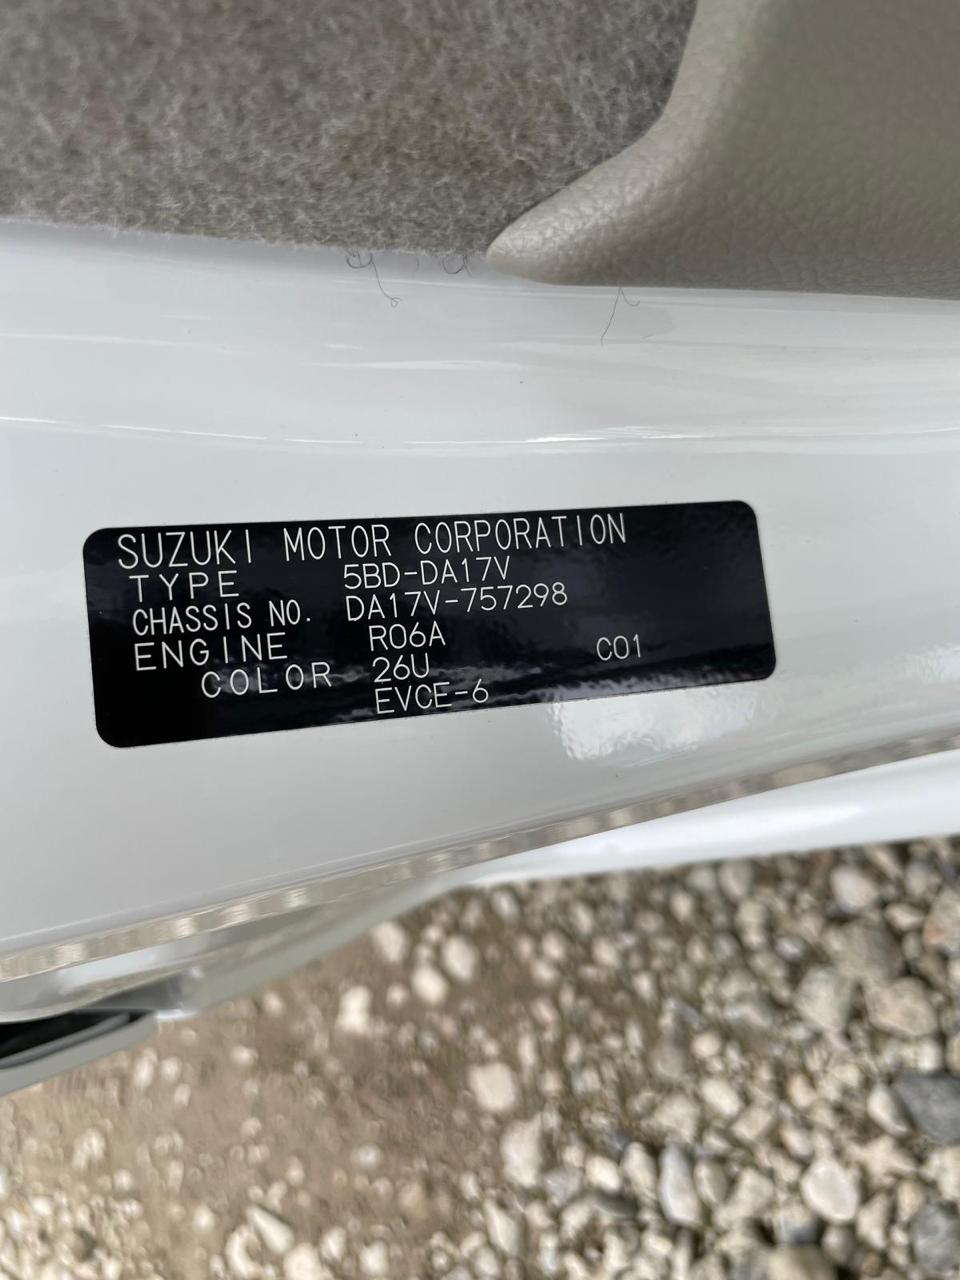 SUZUKI MOTOR CORPORATION
TYPE 5BD-DA17V
CHASSIS NO. DA17V-757298
ENGINE R06A
COLOR 26U C01
EVCE-6